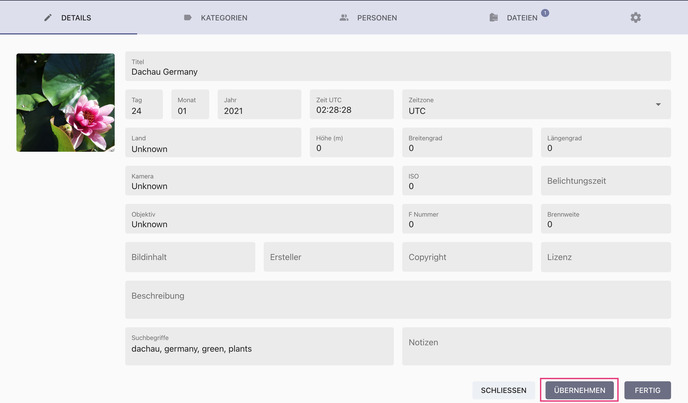 DETAILS
KATEGORIEN
PERSONEN
DATEIEN 1
Titel
Dachau Germany
Tag Monat Jahr Zeit UTC Zeitzone
24 01 2021 02:28:28 UTC
Land Höhe (m) Breitengrad Längengrad
Unknown 0 0 0
Kamera ISO Belichtungszeit
Unknown 0
Objektiv F Nummer Brennweite
Unknown 0 0
Bildinhalt Ersteller Copyright Lizenz
Beschreibung
Suchbegriffe Notizen
dachau, germany, green, plants
SCHLIESSEN ÜBERNEHMEN FERTIG